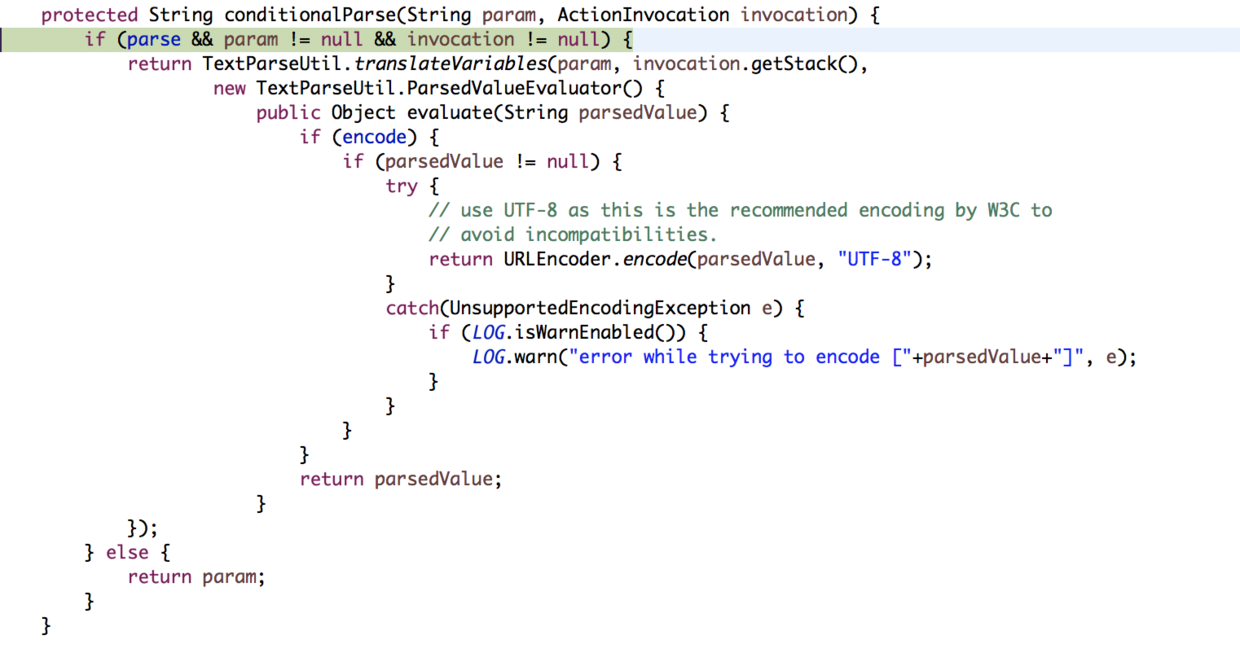 protected String conditionalParse(String param, ActionInvocation invocation) {
if (parse && param != null && invocation != null) {
return TextParseUtil.translateVariables(param, invocation.getStack(),
new TextParseUtil.ParsedValueEvaluator() {
public Object evaluate(String parsedValue) {
if (encode) {
if (parsedValue != null) {
try {
// use UTF-8 as this is the recommended encoding by W3C to
// avoid incompatibilities.
return URLEncoder.encode(parsedValue, "UTF-8");
}
catch(UnsupportedEncodingException e) {
if (LOG.isWarnEnabled()) {
LOG.warn("error while trying to encode ["+parsedValue+"]", e);
}
}
}
}
return parsedValue;
}
});
} else {
return param;
}
}